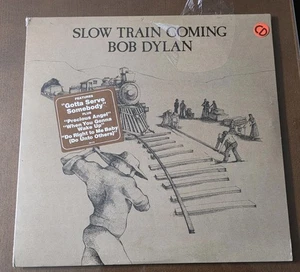 SLOW TRAIN COMING
BOB DYLAN
FEATURES
"Gotta Serve
Somebody"
"Precious Angel"
"When You Gonna
Wake Up"
"Do Right to Me Baby
(Do Unto Others)"